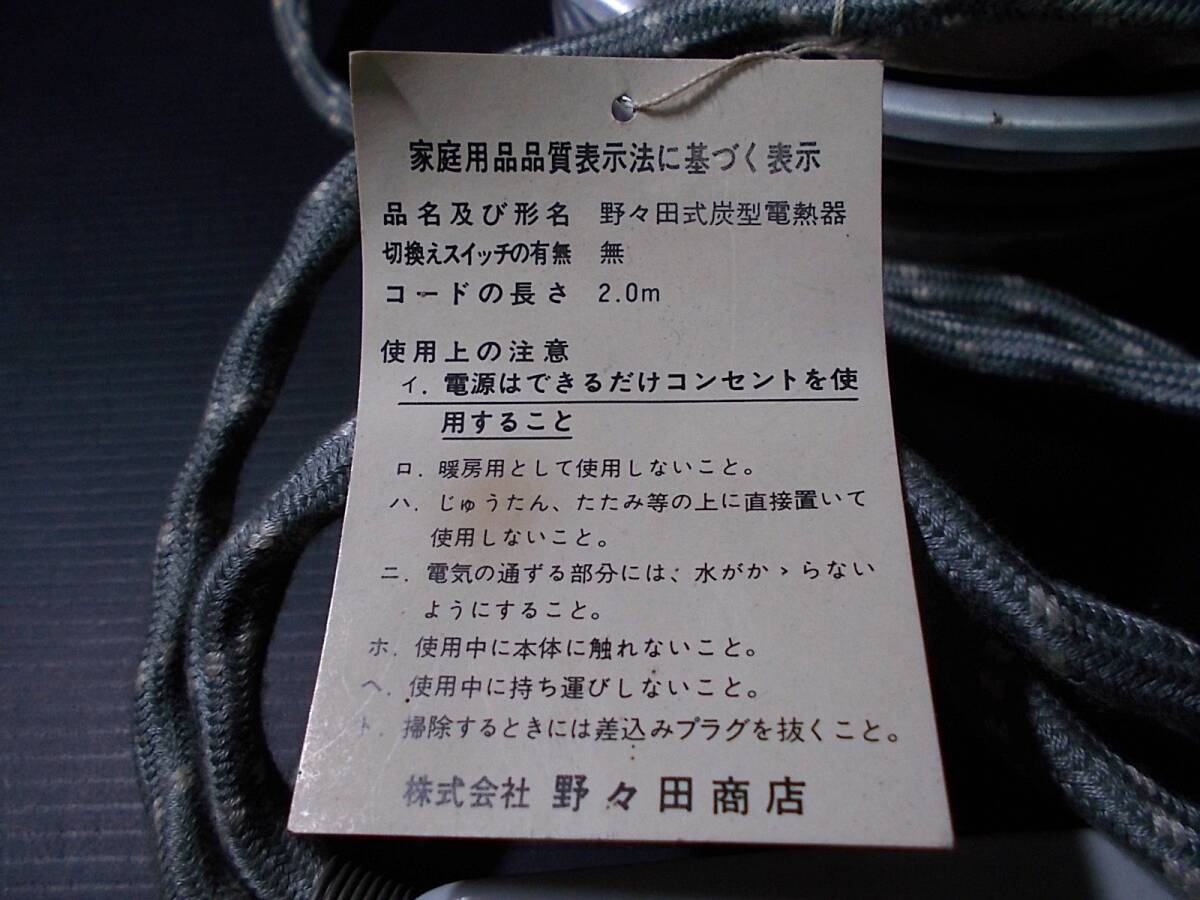 家庭用品品質表示法に基づく表示
品名及び形名 野々田式炭型電熱器
切換えスイッチの有無 無
コードの長さ 2.0m
使用上の注意
イ. 電源はできるだけコンセントを使
用すること
ロ. 暖房用として使用しないこと。
ハ. じゅうたん、たたみ等の上に直接置いて
使用しないこと。
ニ. 電気の通ずる部分には、水がかゝらない
ようにすること。
ホ. 使用中に本体に触れないこと。
ヘ. 使用中に持ち運びしないこと。
ト. 掃除するときには差込みプラグを抜くこと。
株式会社 野々田商店